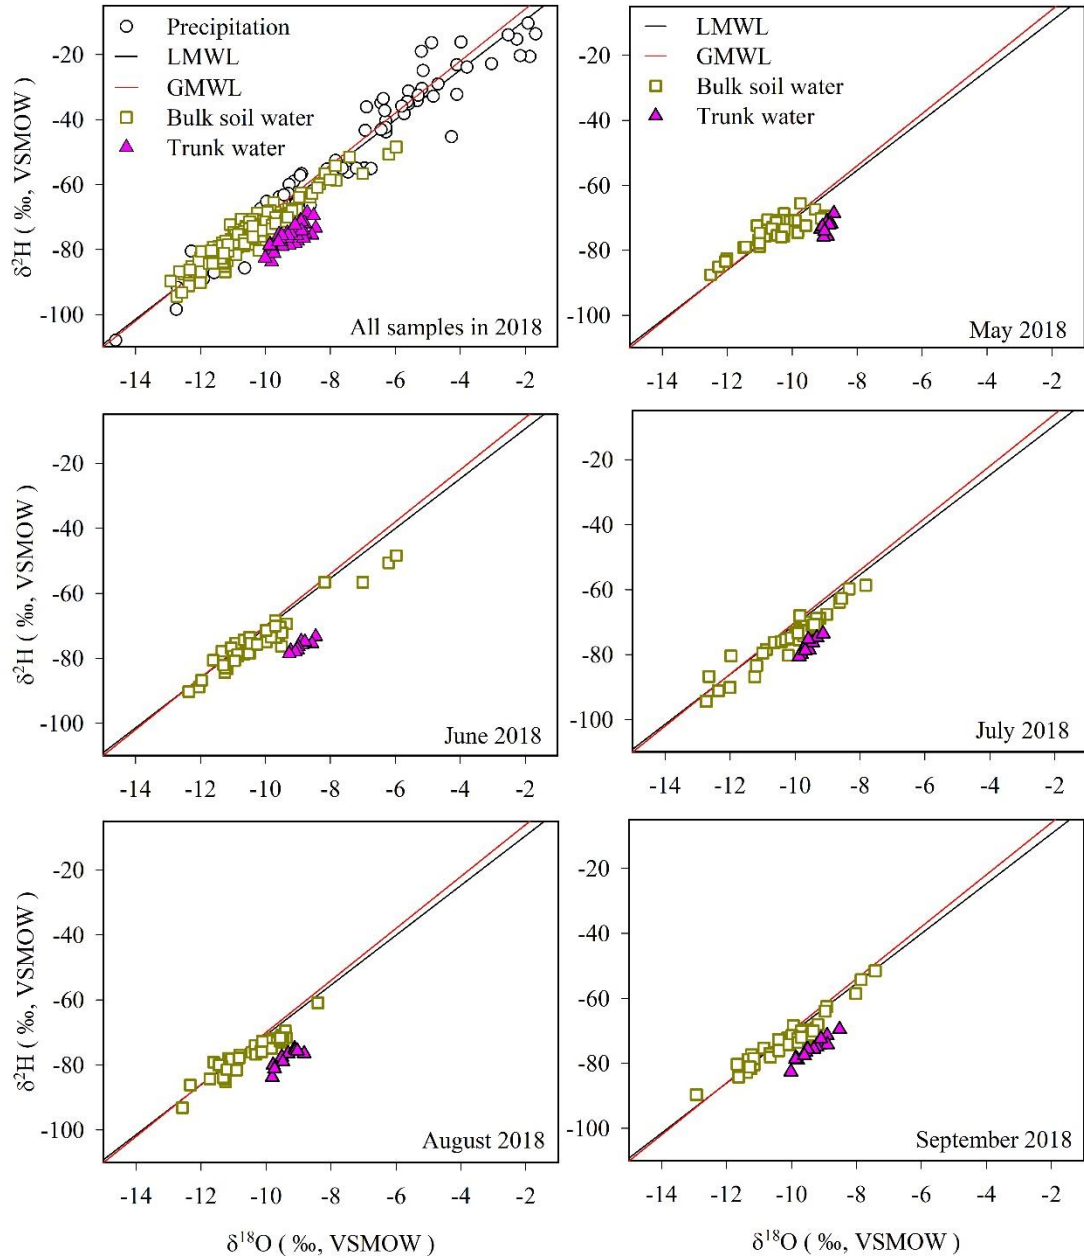 Precipitation
LMWL
GMWL
Bulk soil water
Trunk water
δ²H ( ‰, VSMOW )
-20
-40
-60
-80
-100
All samples in 2018
-14 -12 -10 -8 -6 -4 -2
LMWL
GMWL
Bulk soil water
Trunk water
-20
-40
-60
-80
-100
May 2018
-14 -12 -10 -8 -6 -4 -2
δ²H ( ‰, VSMOW )
-20
-40
-60
-80
-100
June 2018
-14 -12 -10 -8 -6 -4 -2
-20
-40
-60
-80
-100
July 2018
-14 -12 -10 -8 -6 -4 -2
δ²H ( ‰, VSMOW )
-20
-40
-60
-80
-100
August 2018
-14 -12 -10 -8 -6 -4 -2
δ¹⁸O ( ‰, VSMOW )
-20
-40
-60
-80
-100
September 2018
-14 -12 -10 -8 -6 -4 -2
δ¹⁸O ( ‰, VSMOW )